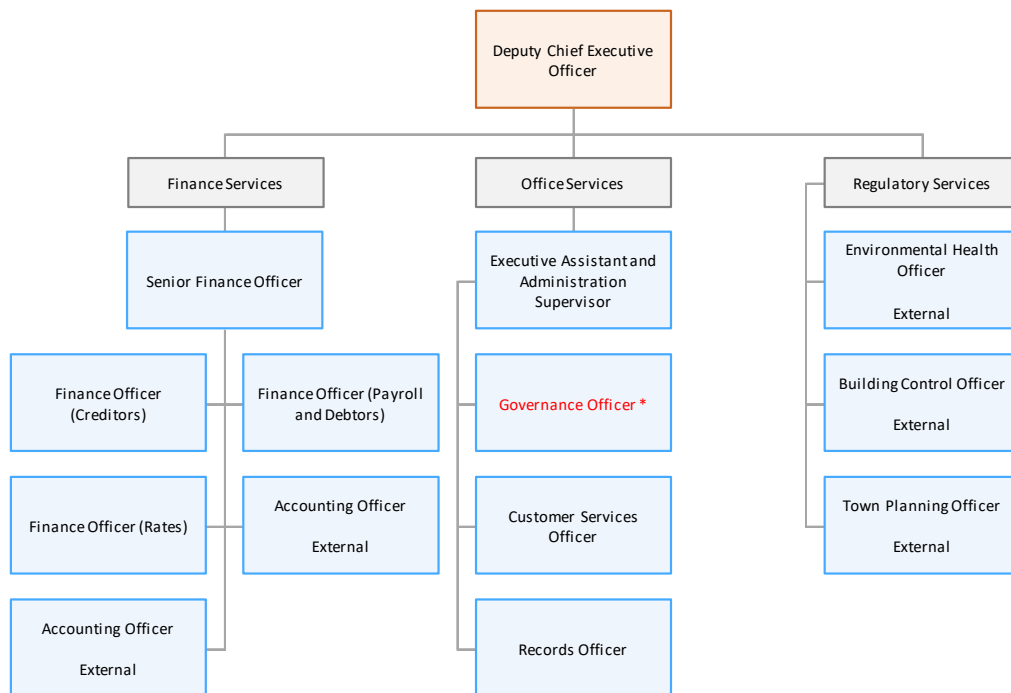 Deputy Chief Executive
Officer
Finance Services
Office Services
Regulatory Services
Senior Finance Officer
Executive Assistant and
Administration
Supervisor
Environmental Health
Officer
External
Finance Officer
(Creditors)
Finance Officer (Payroll
and Debtors)
Governance Officer *
Building Control Officer
External
Finance Officer (Rates)
Accounting Officer
External
Customer Services
Officer
Town Planning Officer
External
Accounting Officer
External
Records Officer